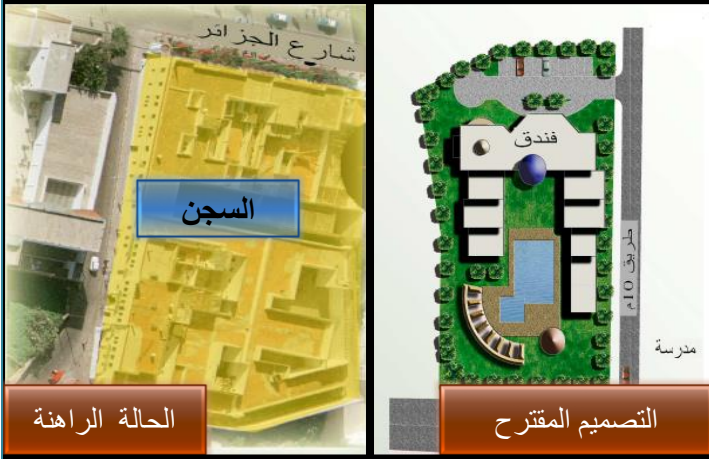 شارع الجزائر
السجن
الحالة الراهنة
فندق
طريق 10م
مدرسة
التصميم المقترح